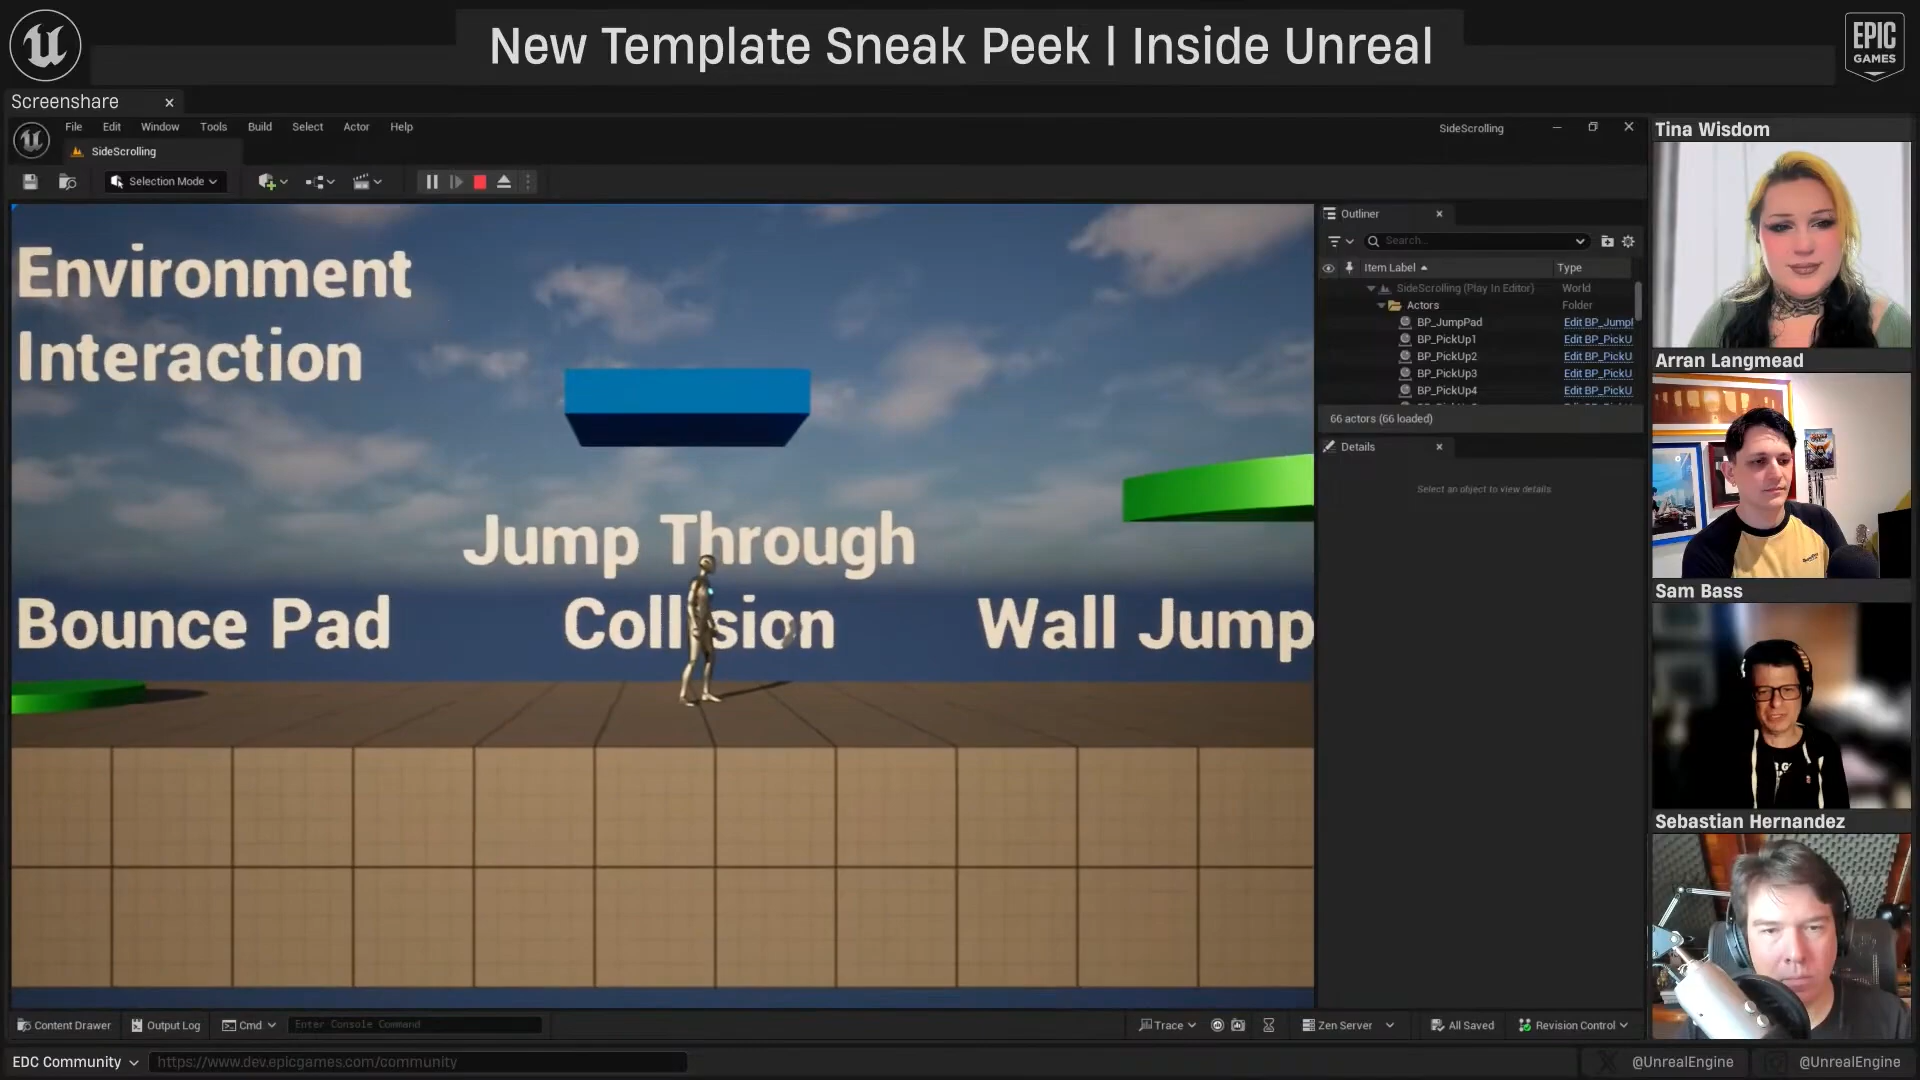 New Template Sneak Peek | Inside Unreal
EPIC
GAMES
Screenshare
File Edit Window Tools Build Select Actor Help
SideScrolling
SideScrolling
Selection Mode
Environment
Interaction
Jump Through
Bounce Pad Collision Wall Jump
Outliner
Search...
Item Label Type
SideScrolling (Play In Editor) World
Actors Folder
BP_JumpPad Edit BP_Jump
BP_PickUp1 Edit BP_PickU
BP_PickUp2 Edit BP_PickU
BP_PickUp3 Edit BP_PickU
BP_PickUp4 Edit BP_PickU
66 actors (66 loaded)
Details
Select an object to view details.
Tina Wisdom
Arran Langmead
Sam Bass
Sebastian Hernandez
Content Drawer Output Log Cmd Enter Console Command Trace Zen Server All Saved Revision Control
EDC Community https://www.dev.epicgames.com/community @UnrealEngine @UnrealEngine